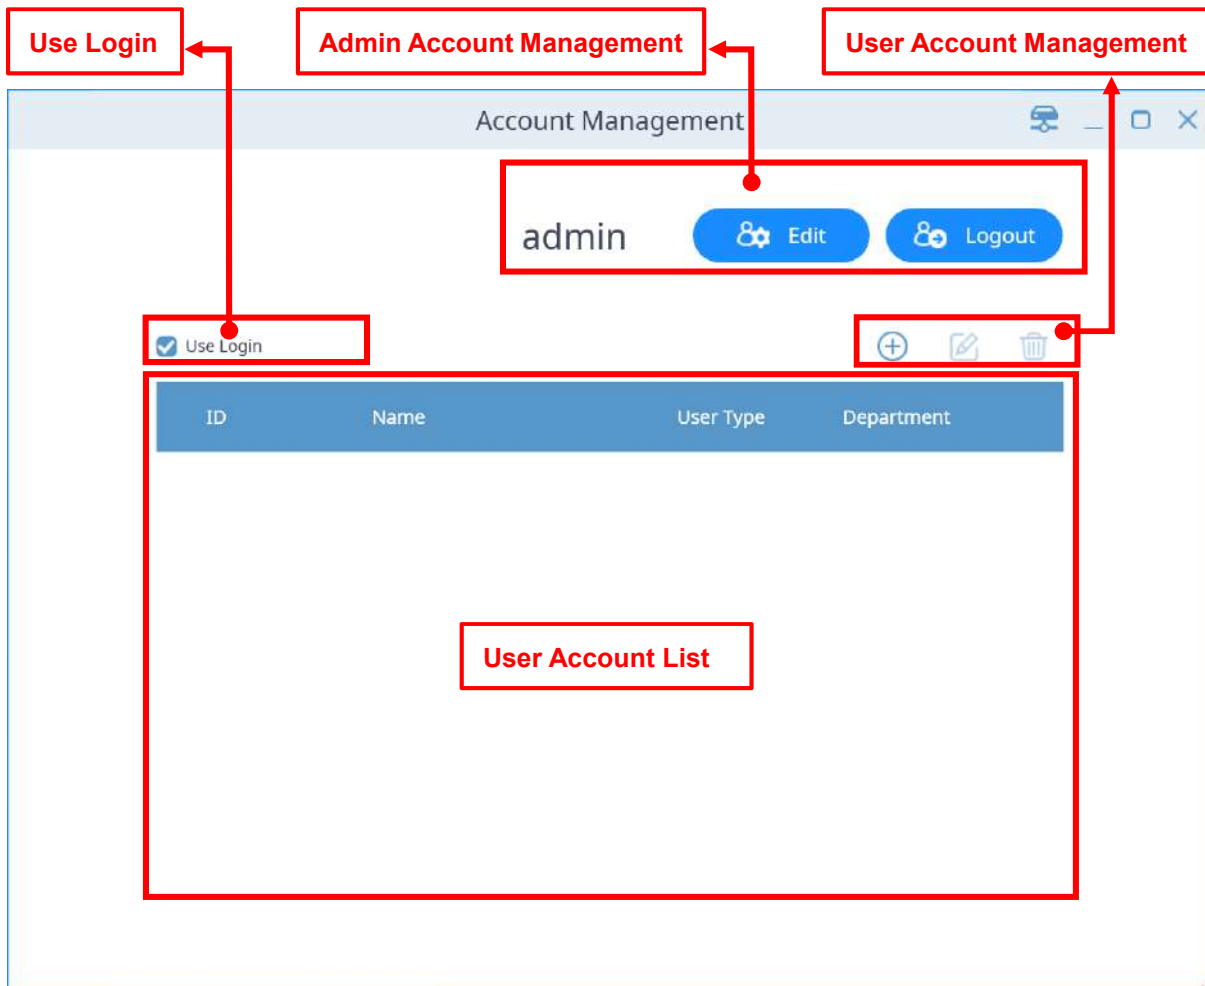 Use Login
Admin Account Management
User Account Management
Account Management
admin
Edit
Logout
Use Login
ID Name User Type Department
User Account List